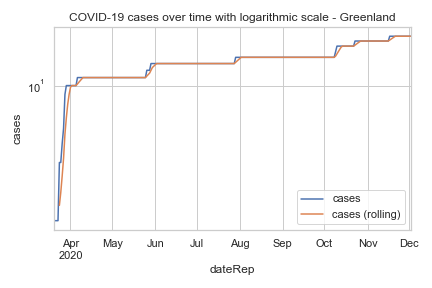 COVID-19 cases over time with logarithmic scale - Greenland
10¹
cases
cases
cases (rolling)
Apr May Jun Jul Aug Sep Oct Nov Dec
2020
dateRep